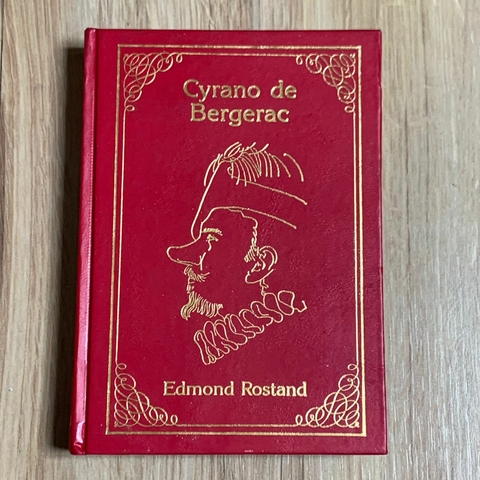 Cyrano de
Bergerac
Edmond Rostand